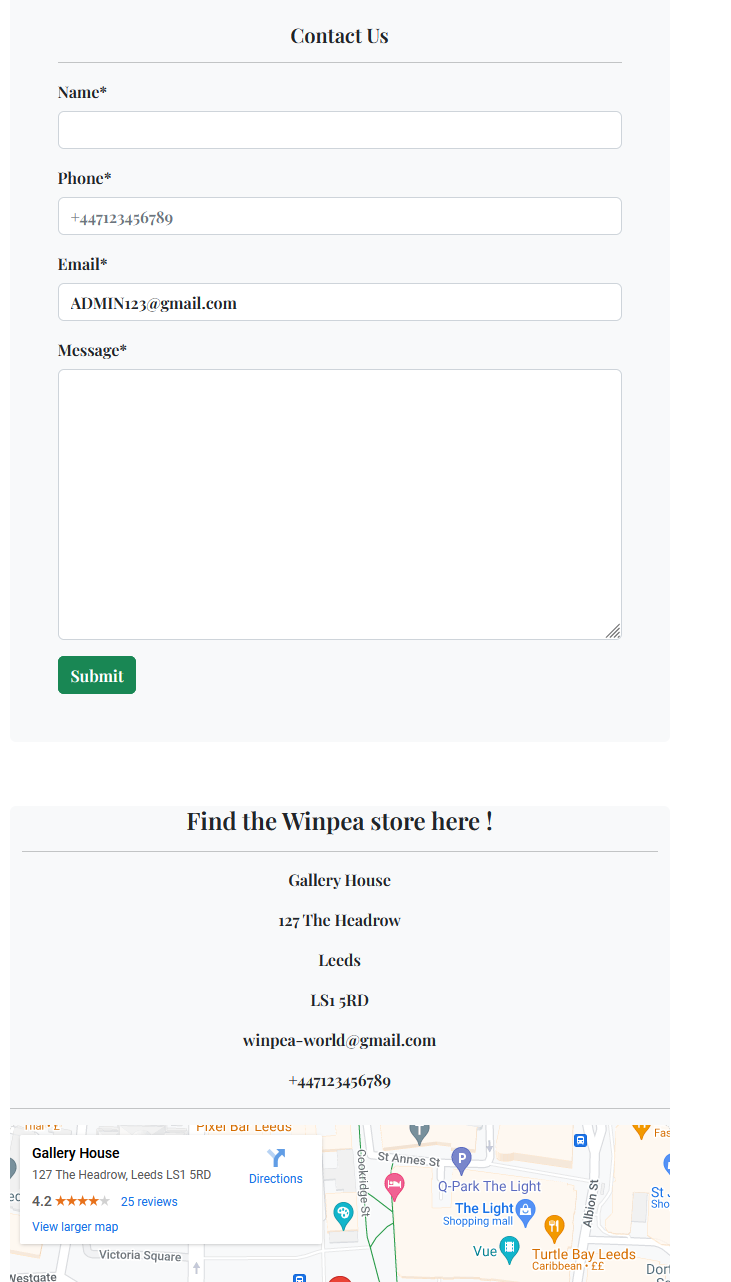 Contact Us
Name*
Phone*
+447123456789
Email*
ADMIN123@gmail.com
Message*
Submit
Find the Winpea store here !
Gallery House
127 The Headrow
Leeds
LS1 5RD
winpea-world@gmail.com
+447123456789
Pixel Bar Leeds
Gallery House
127 The Headrow, Leeds LS1 5RD
Directions
4.2
25 reviews
View larger map
Cookridge St
St Annes St
P
Q-Park The Light
The Light
Shopping mall
Albion St
Vue
Turtle Bay Leeds
Caribbean • ££
Victoria Square
Fas
St J
Sho
Dort
Westgate